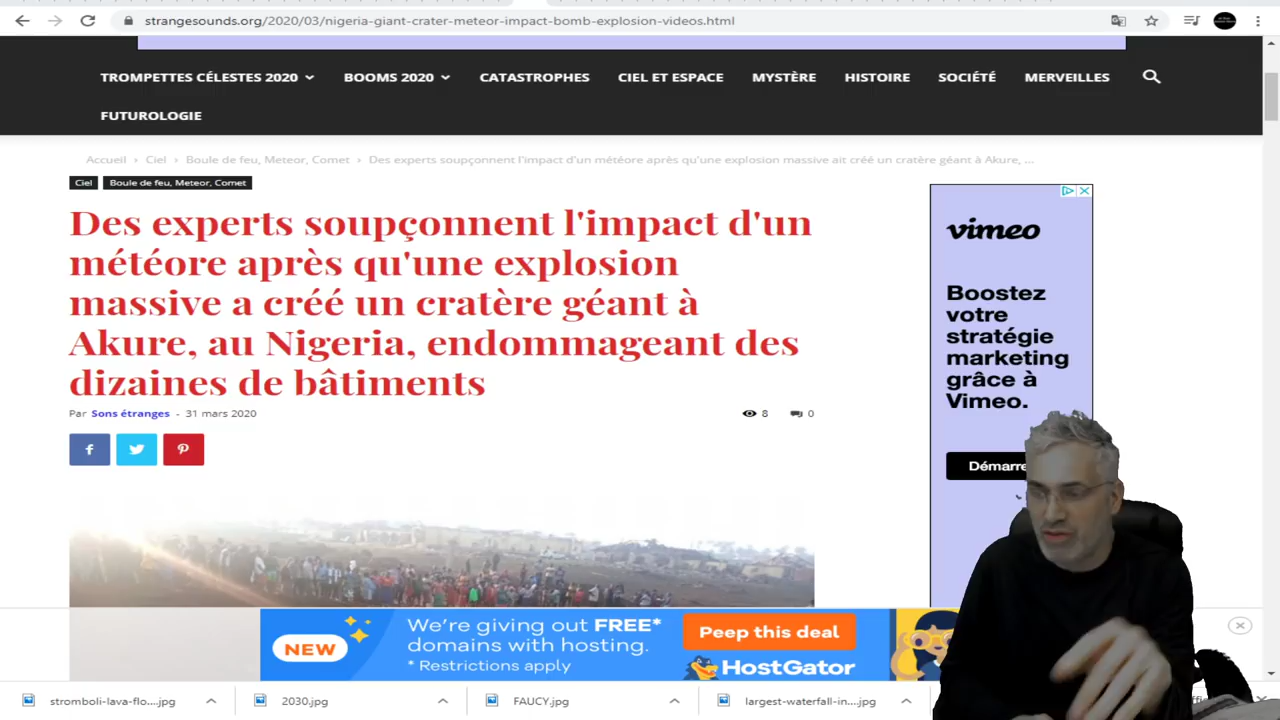 strangesounds.org/2020/03/nigeria-giant-crater-meteor-impact-bomb-explosion-videos.html
TROMPETTES CÉLESTES 2020 BOOMS 2020 CATASTROPHES CIEL ET ESPACE MYSTÈRE HISTOIRE SOCIÉTÉ MERVEILLES
FUTUROLOGIE
Accueil › Ciel › Boule de feu, Meteor, Comet › Des experts soupçonnent l'impact d'un météore après qu'une explosion massive ait créé un cratère géant à Akure, ...
Ciel Boule de feu, Meteor, Comet
Des experts soupçonnent l'impact d'un
météore après qu'une explosion
massive a créé un cratère géant à
Akure, au Nigeria, endommageant des
dizaines de bâtiments
Par Sons étranges - 31 mars 2020 8 0
vimeo
Boostez
votre
stratégie
marketing
grâce à
Vimeo.
Démarre
NEW
We're giving out FREE*
domains with hosting.
* Restrictions apply
Peep this deal
HostGator
stromboli-lava-flo....jpg 2030.jpg FAUCY.jpg largest-waterfall-in....jpg